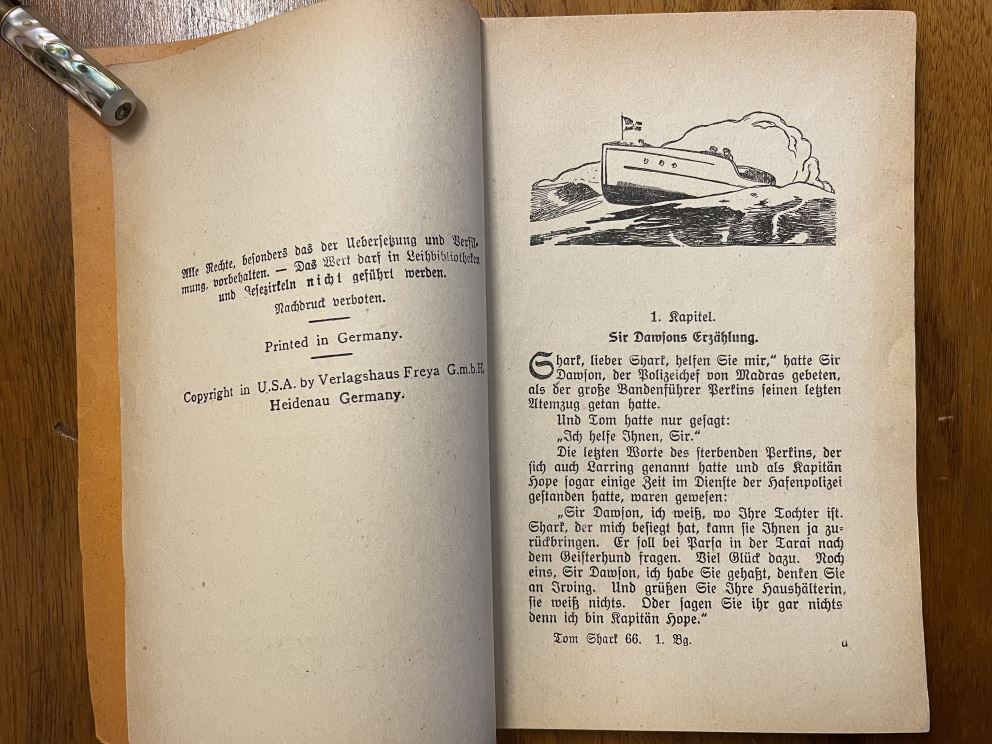 Alle Rechte, besonders das der Uebersetzung und Verfil-
mung, vorbehalten. — Das Werk darf in Leihbibliotheken
und Lesezirkeln nicht geführt werden.
Nachdruck verboten.
Printed in Germany.
Copyright in U.S.A. by Verlagshaus Freya G.m.b.H.
Heidenau Germany.
1. Kapitel.
Sir Dawsons Erzählung.
Shark, lieber Shark, helfen Sie mir,“ hatte Sir
Dawson, der Polizeichef von Madras gebeten,
als der große Bandenführer Perkins seinen letzten
Atemzug getan hatte.
Und Tom hatte nur gesagt:
„Ich helfe Ihnen, Sir.“
Die letzten Worte des sterbenden Perkins, der
sich auch Larring genannt hatte und als Kapitän
Hope sogar einige Zeit im Dienste der Hafenpolizei
gestanden hatte, waren gewesen:
„Sir Dawson, ich weiß, wo Ihre Tochter ist.
Shark, der mich besiegt hat, kann sie Ihnen ja zu-
rückbringen. Er soll bei Parsa in der Tarai nach
dem Geisterhund fragen. Viel Glück dazu. Noch
eins, Sir Dawson, ich habe Sie gehaßt, denken Sie
an Irving. Und grüßen Sie Ihre Haushälterin,
sie weiß nichts. Oder sagen Sie ihr gar nichts
denn ich bin Kapitän Hope.“
Tom Shark 66. 1. Bg.